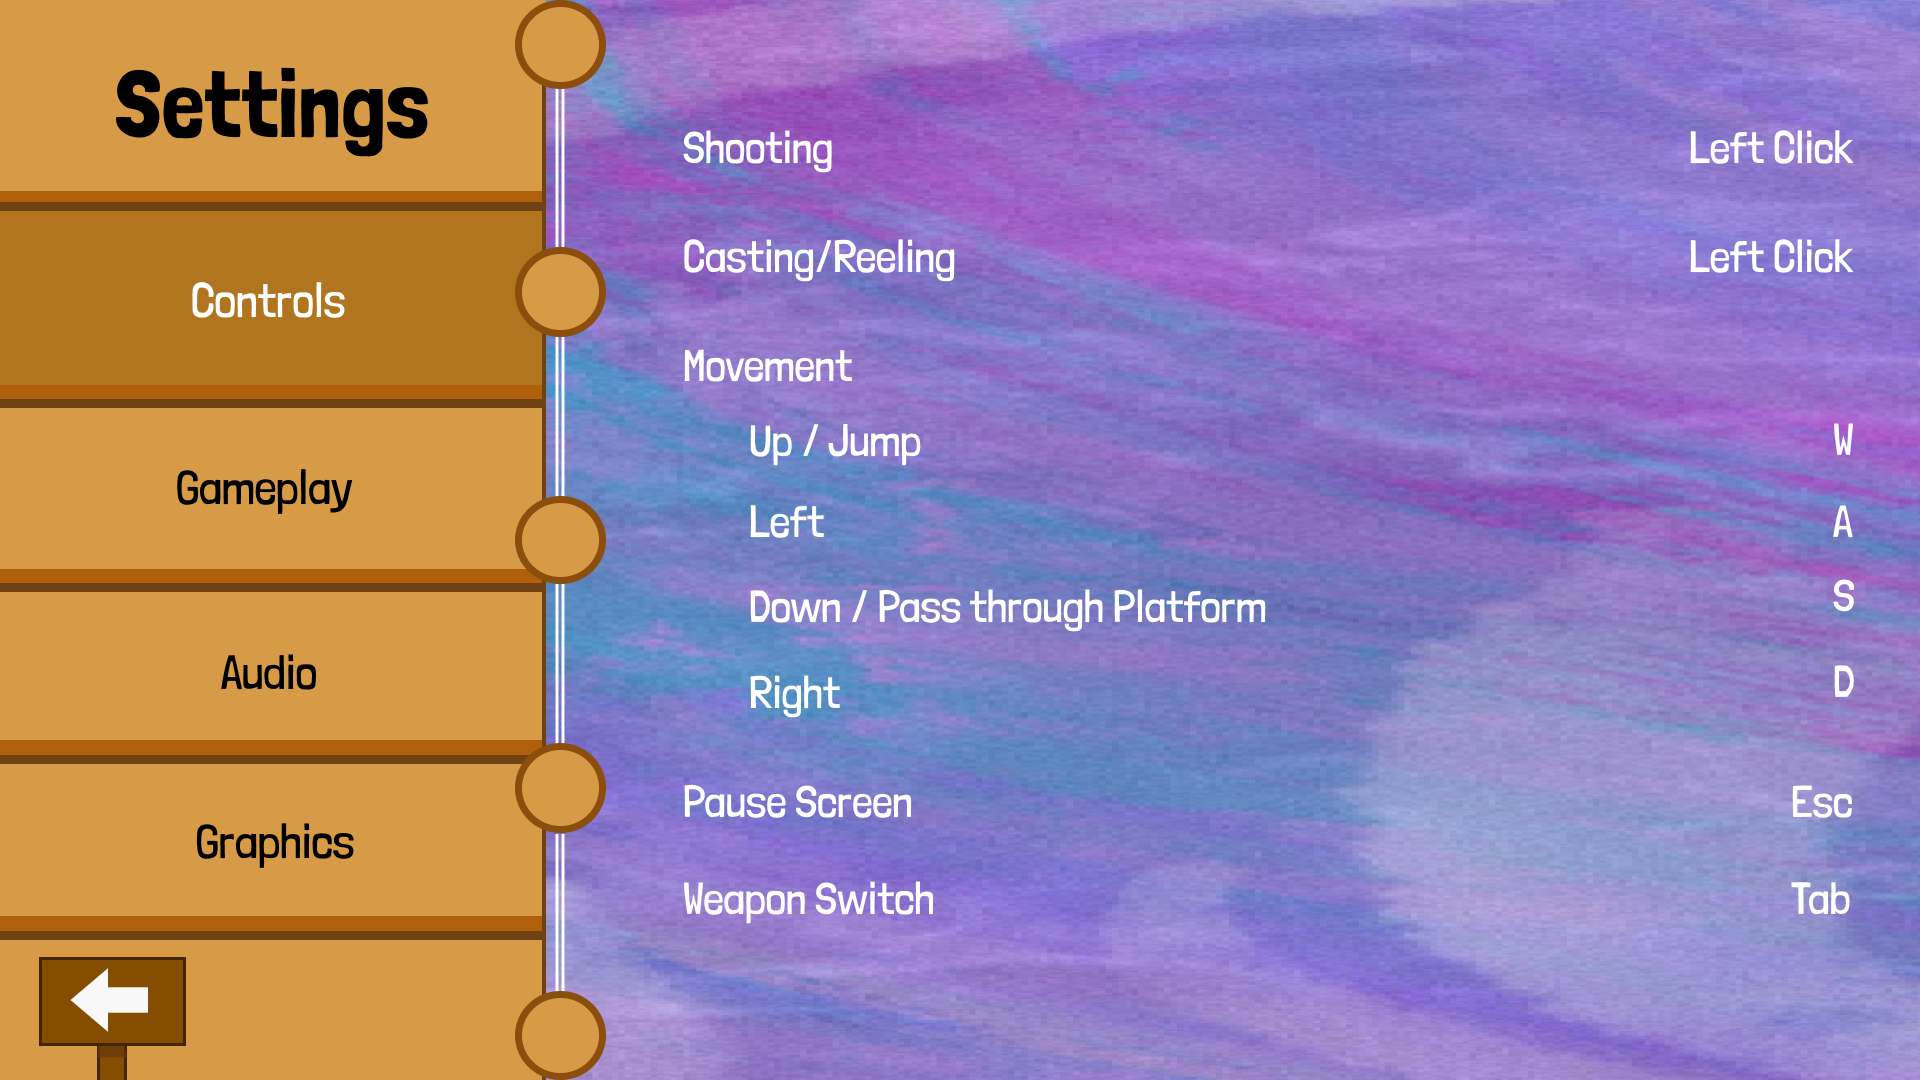 Settings
Controls
Gameplay
Audio
Graphics
Shooting Left Click
Casting/Reeling Left Click
Movement
Up / Jump W
Left A
Down / Pass through Platform S
Right D
Pause Screen Esc
Weapon Switch Tab